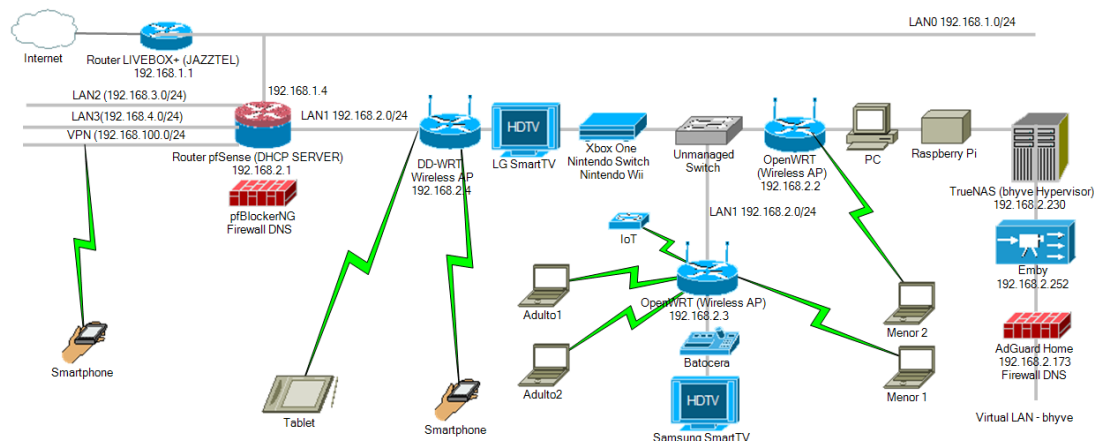 LAN0 192.168.1.0/24
Internet
Router LIVEBOX+ (JAZZTEL)
192.168.1.1
LAN2 (192.168.3.0/24)
192.168.1.4
LAN3(192.168.4.0/24)
LAN1 192.168.2.0/24
VPN (192.168.100.0/24)
Router pfSense (DHCP SERVER)
192.168.2.1
pfBlockerNG
Firewall DNS
DD-WRT
Wireless AP
192.168.2.4
HDTV
LG SmartTV
Xbox One
Nintendo Switch
Nintendo Wii
Unmanaged
Switch
OpenWRT
(Wireless AP)
192.168.2.2
PC
Raspberry Pi
TrueNAS (bhyve Hypervisor)
192.168.2.230
LAN1 192.168.2.0/24
IoT
Emby
192.168.2.252
OpenWRT (Wireless AP)
192.168.2.3
Adulto1
Menor 2
Batocera
AdGuard Home
192.168.2.173
Firewall DNS
Smartphone
Adulto2
Menor 1
HDTV
Tablet
Smartphone
Samsung SmartTV
Virtual LAN - bhyve